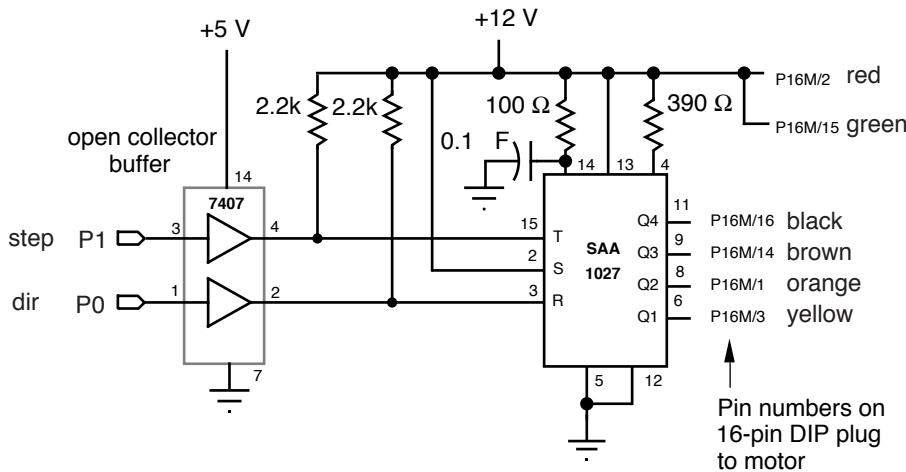 +12 V
+5 V
P16M/2 red
2.2k 2.2k 100 Ω 390 Ω
P16M/15 green
open collector
buffer
0.1 F
14 13 4
14
7407
11
step P1 3 4 15 T Q4 P16M/16 black
SAA
1027
9
Q3 P16M/14 brown
2 S
8
Q2 P16M/1 orange
dir P0 1 2 3 R
6
Q1 P16M/3 yellow
7
5 12
Pin numbers on
16-pin DIP plug
to motor